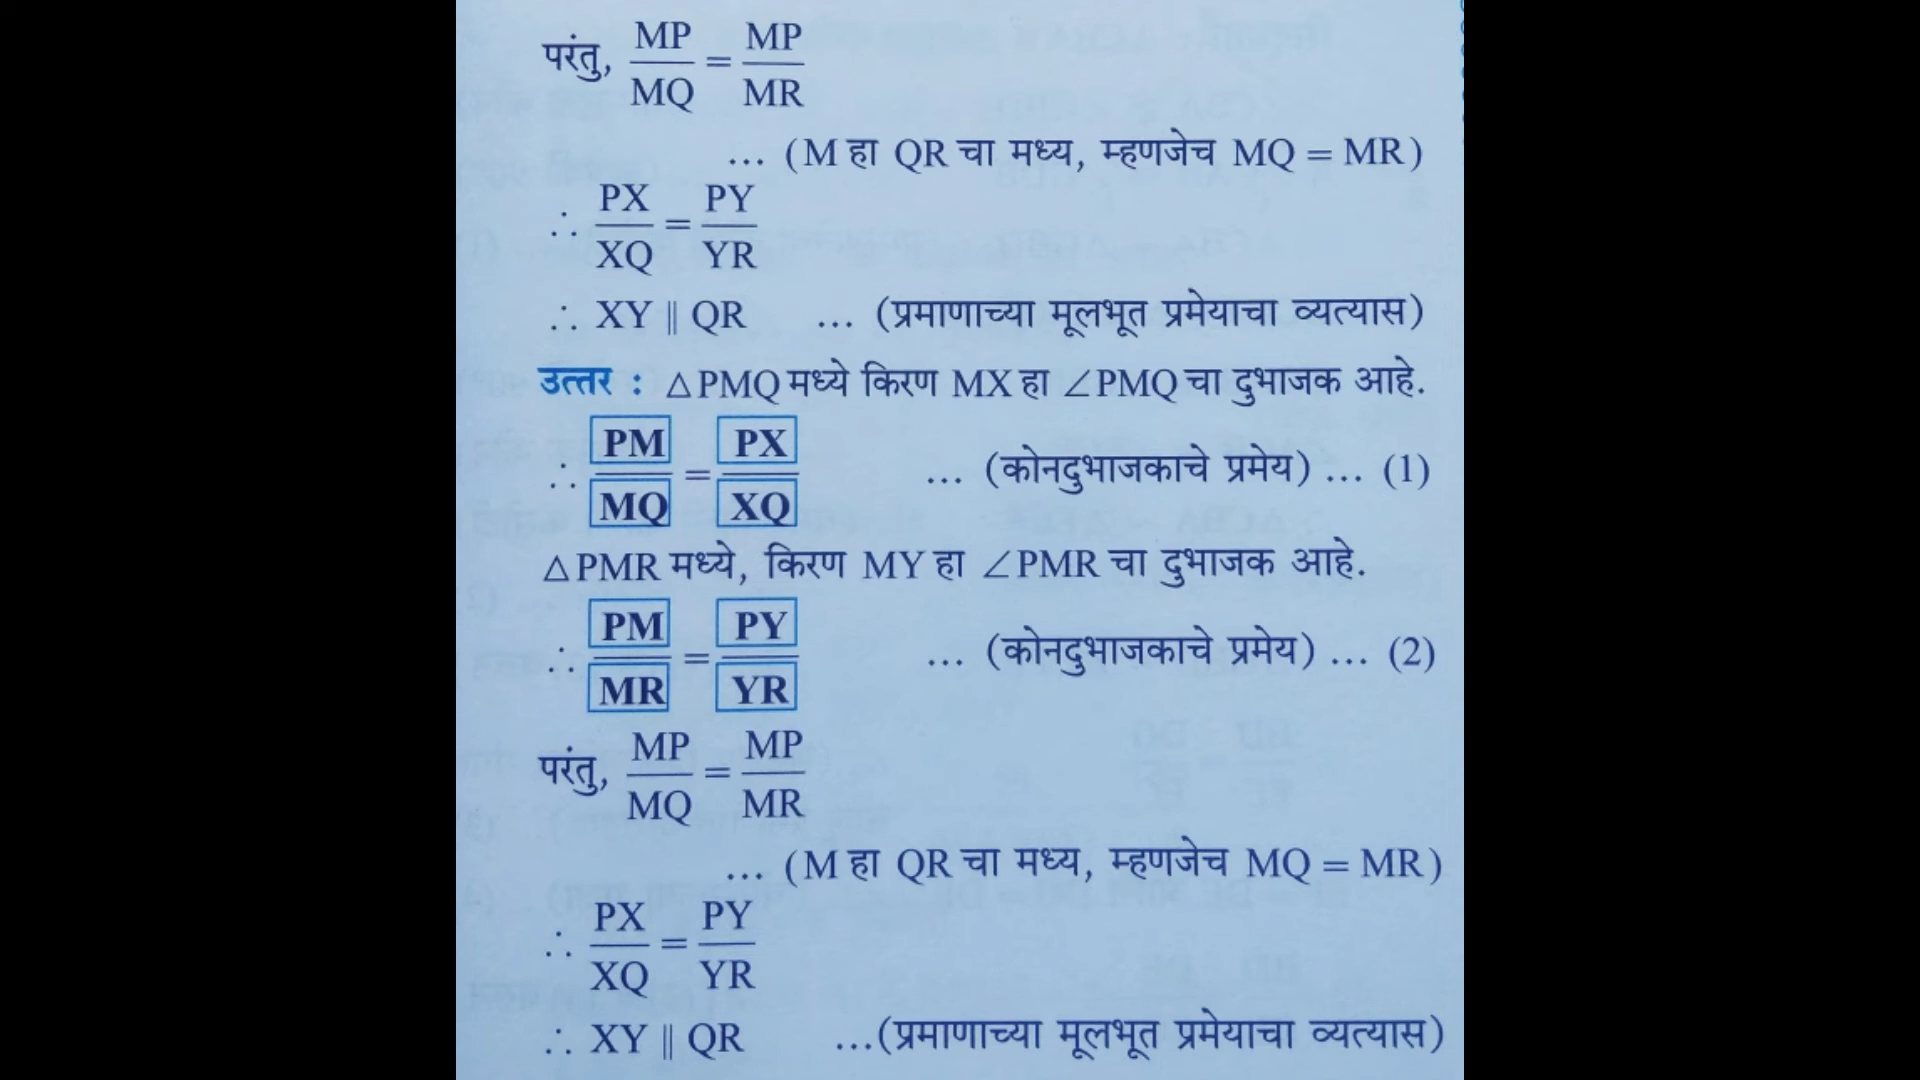 परंतु, MP/MQ = MP/MR
... (M हा QR चा मध्य, म्हणजेच MQ = MR)
∴ PX/XQ = PY/YR
∴ XY ∥ QR ... (प्रमाणाच्या मूलभूत प्रमेयाचा व्यत्यास)
उत्तर : △PMQ मध्ये किरण MX हा ∠PMQ चा दुभाजक आहे.
∴ PM/MQ = PX/XQ ... (कोनदुभाजकाचे प्रमेय) ... (1)
△PMR मध्ये, किरण MY हा ∠PMR चा दुभाजक आहे.
∴ PM/MR = PY/YR ... (कोनदुभाजकाचे प्रमेय) ... (2)
परंतु, MP/MQ = MP/MR
... (M हा QR चा मध्य, म्हणजेच MQ = MR)
∴ PX/XQ = PY/YR
∴ XY ∥ QR ...(प्रमाणाच्या मूलभूत प्रमेयाचा व्यत्यास)